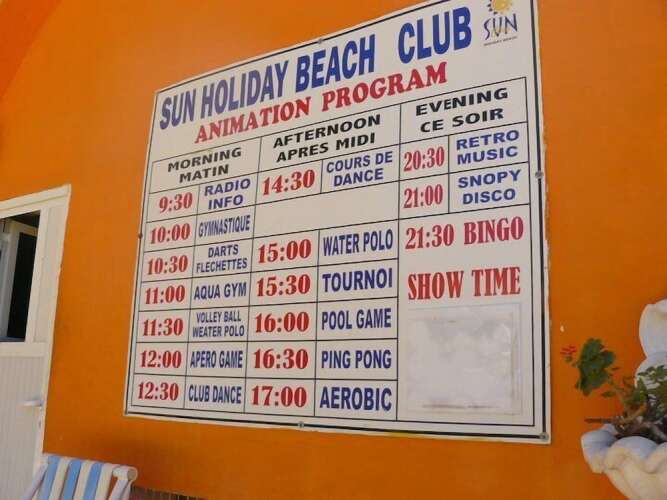 SUN HOLIDAY BEACH CLUB
SUN
HOLIDAY BEACH
ANIMATION PROGRAM
MORNING
MATIN
9:30 RADIO INFO
10:00 GYMNASTIQUE
10:30 DARTS FLECHETTES
11:00 AQUA GYM
11:30 VOLLEY BALL WEATER POLO
12:00 APERO GAME
12:30 CLUB DANCE
AFTERNOON
APRES MIDI
14:30 COURS DE DANCE
15:00 WATER POLO
15:30 TOURNOI
16:00 POOL GAME
16:30 PING PONG
17:00 AEROBIC
EVENING
CE SOIR
20:30 RETRO MUSIC
21:00 SNOPY DISCO
21:30 BINGO
SHOW TIME